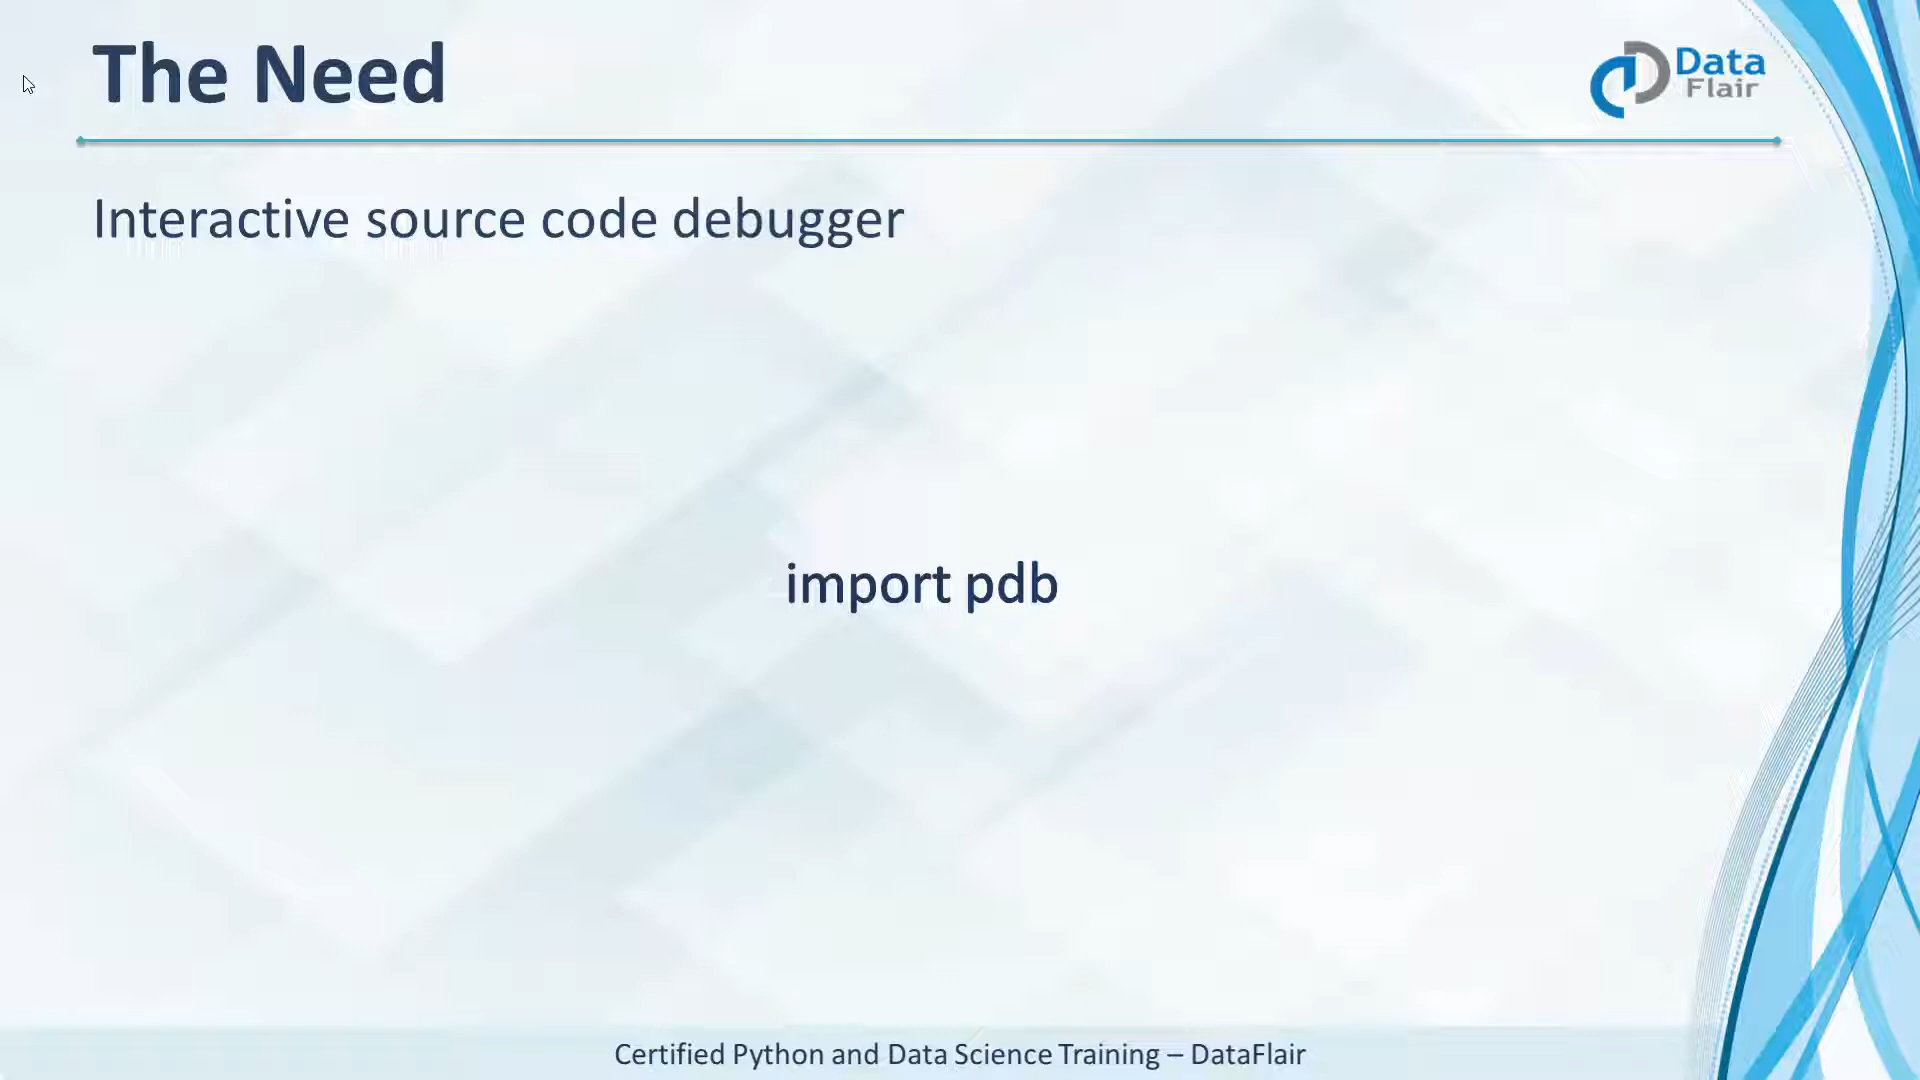 The Need
Data
Flair
Interactive source code debugger
import pdb
Certified Python and Data Science Training – DataFlair